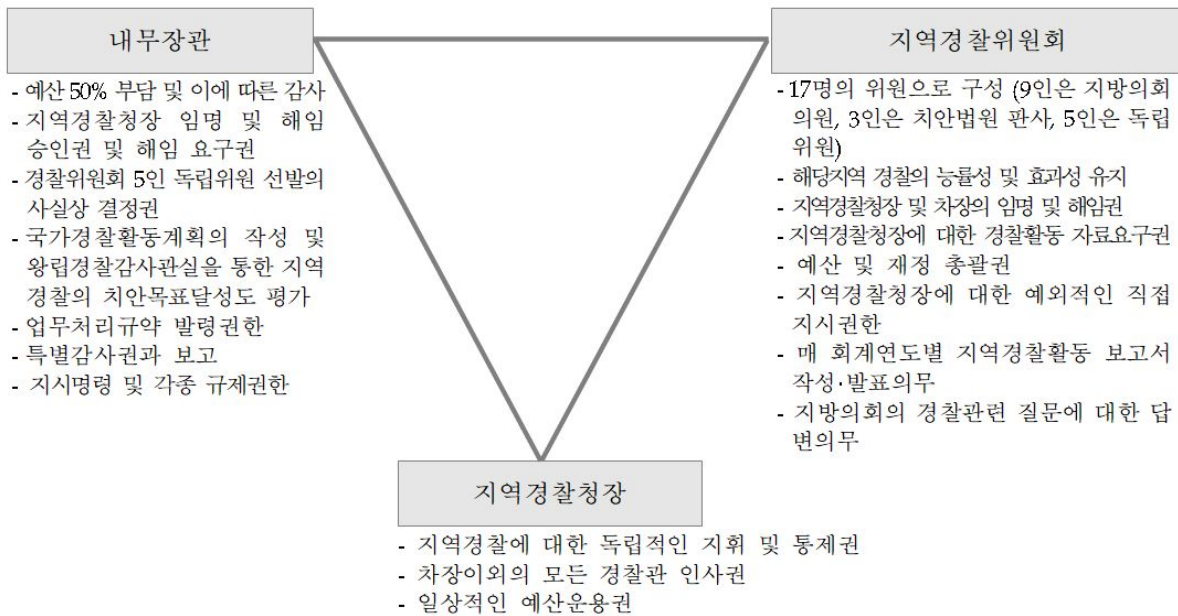 내무장관
- 예산 50% 부담 및 이에 따른 감사
- 지역경찰청장 임명 및 해임
승인권 및 해임 요구권
- 경찰위원회 5인 독립위원 선발의
사실상 결정권
- 국가경찰활동계획의 작성 및
왕립경찰감사관실을 통한 지역
경찰의 치안목표달성도 평가
- 업무처리규약 발령권한
- 특별감사권과 보고
- 지시명령 및 각종 규제권한
지역경찰위원회
- 17명의 위원으로 구성 (9인은 지방의회
의원, 3인은 치안법원 판사, 5인은 독립
위원)
- 해당지역 경찰의 능률성 및 효과성 유지
- 지역경찰청장 및 차장의 임명 및 해임권
- 지역경찰청장에 대한 경찰활동 자료요구권
- 예산 및 재정 총괄권
- 지역경찰청장에 대한 예외적인 직접
지시권한
- 매 회계연도별 지역경찰활동 보고서
작성·발표의무
- 지방의회의 경찰관련 질문에 대한 답
변의무
지역경찰청장
- 지역경찰에 대한 독립적인 지휘 및 통제권
- 차장이외의 모든 경찰관 인사권
- 일상적인 예산운용권